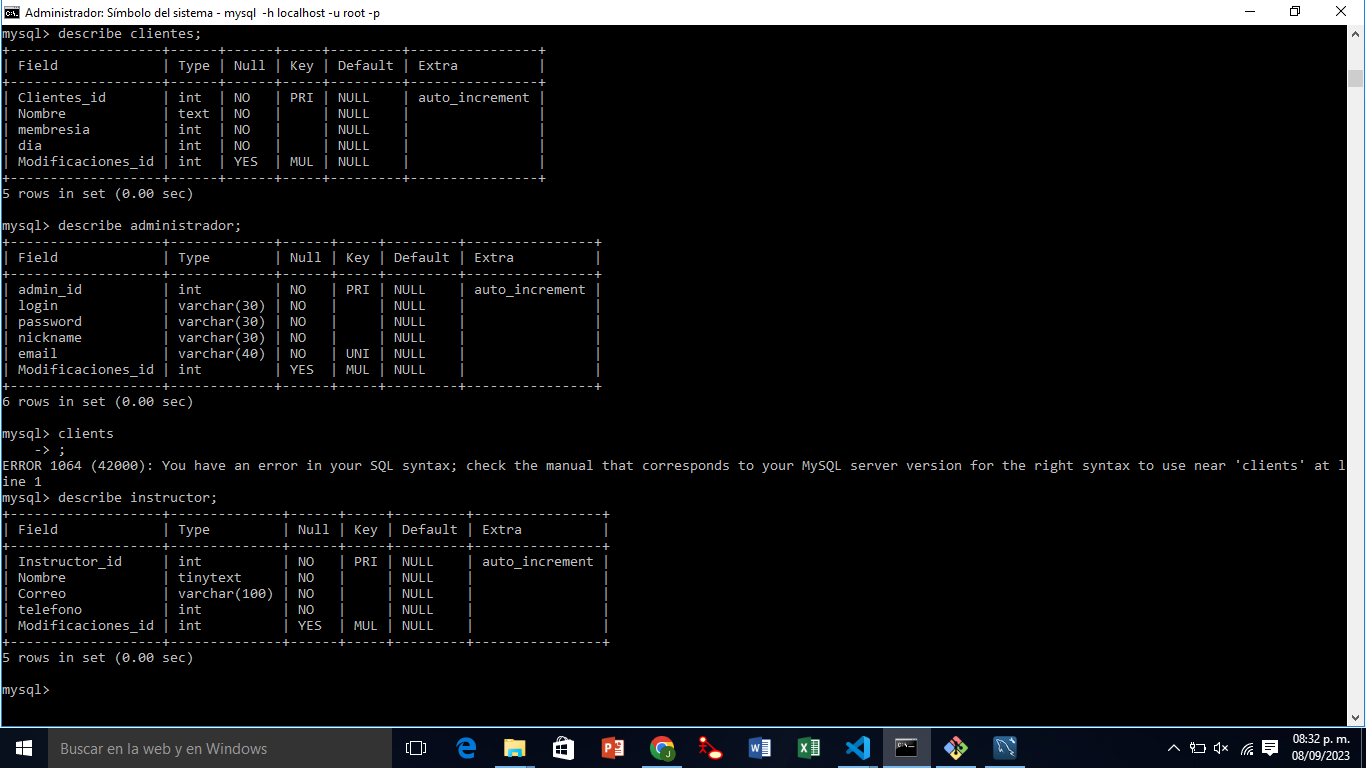 Administrador: Símbolo del sistema - mysql  -h localhost -u root -p
mysql> describe clientes;
+------------------+------+------+-----+---------+----------------+
| Field            | Type | Null | Key | Default | Extra          |
+------------------+------+------+-----+---------+----------------+
| Clientes_id      | int  | NO   | PRI | NULL    | auto_increment |
| Nombre           | text | NO   |     | NULL    |                |
| membresia        | int  | NO   |     | NULL    |                |
| dia              | int  | NO   |     | NULL    |                |
| Modificaciones_id | int  | YES  | MUL | NULL    |                |
+------------------+------+------+-----+---------+----------------+
5 rows in set (0.00 sec)
mysql> describe administrador;
+-------------------+-------------+------+-----+---------+----------------+
| Field             | Type        | Null | Key | Default | Extra          |
+-------------------+-------------+------+-----+---------+----------------+
| admin_id          | int         | NO   | PRI | NULL    | auto_increment |
| login             | varchar(30) | NO   |     | NULL    |                |
| password          | varchar(30) | NO   |     | NULL    |                |
| nickname          | varchar(30) | NO   |     | NULL    |                |
| email             | varchar(40) | NO   | UNI | NULL    |                |
| Modificaciones_id | int         | YES  | MUL | NULL    |                |
+-------------------+-------------+------+-----+---------+----------------+
6 rows in set (0.00 sec)
mysql> clients
    -> ;
ERROR 1064 (42000): You have an error in your SQL syntax; check the manual that corresponds to your MySQL server version for the right syntax to use near 'clients' at l
ine 1
mysql> describe instructor;
+-------------------+--------------+------+-----+---------+----------------+
| Field             | Type         | Null | Key | Default | Extra          |
+-------------------+--------------+------+-----+---------+----------------+
| Instructor_id     | int          | NO   | PRI | NULL    | auto_increment |
| Nombre            | tinytext     | NO   |     | NULL    |                |
| Correo            | varchar(100) | NO   |     | NULL    |                |
| telefono          | int          | NO   |     | NULL    |                |
| Modificaciones_id | int          | YES  | MUL | NULL    |                |
+-------------------+--------------+------+-----+---------+----------------+
5 rows in set (0.00 sec)
mysql>
Buscar en la web y en Windows
08:32 p. m.
08/09/2023